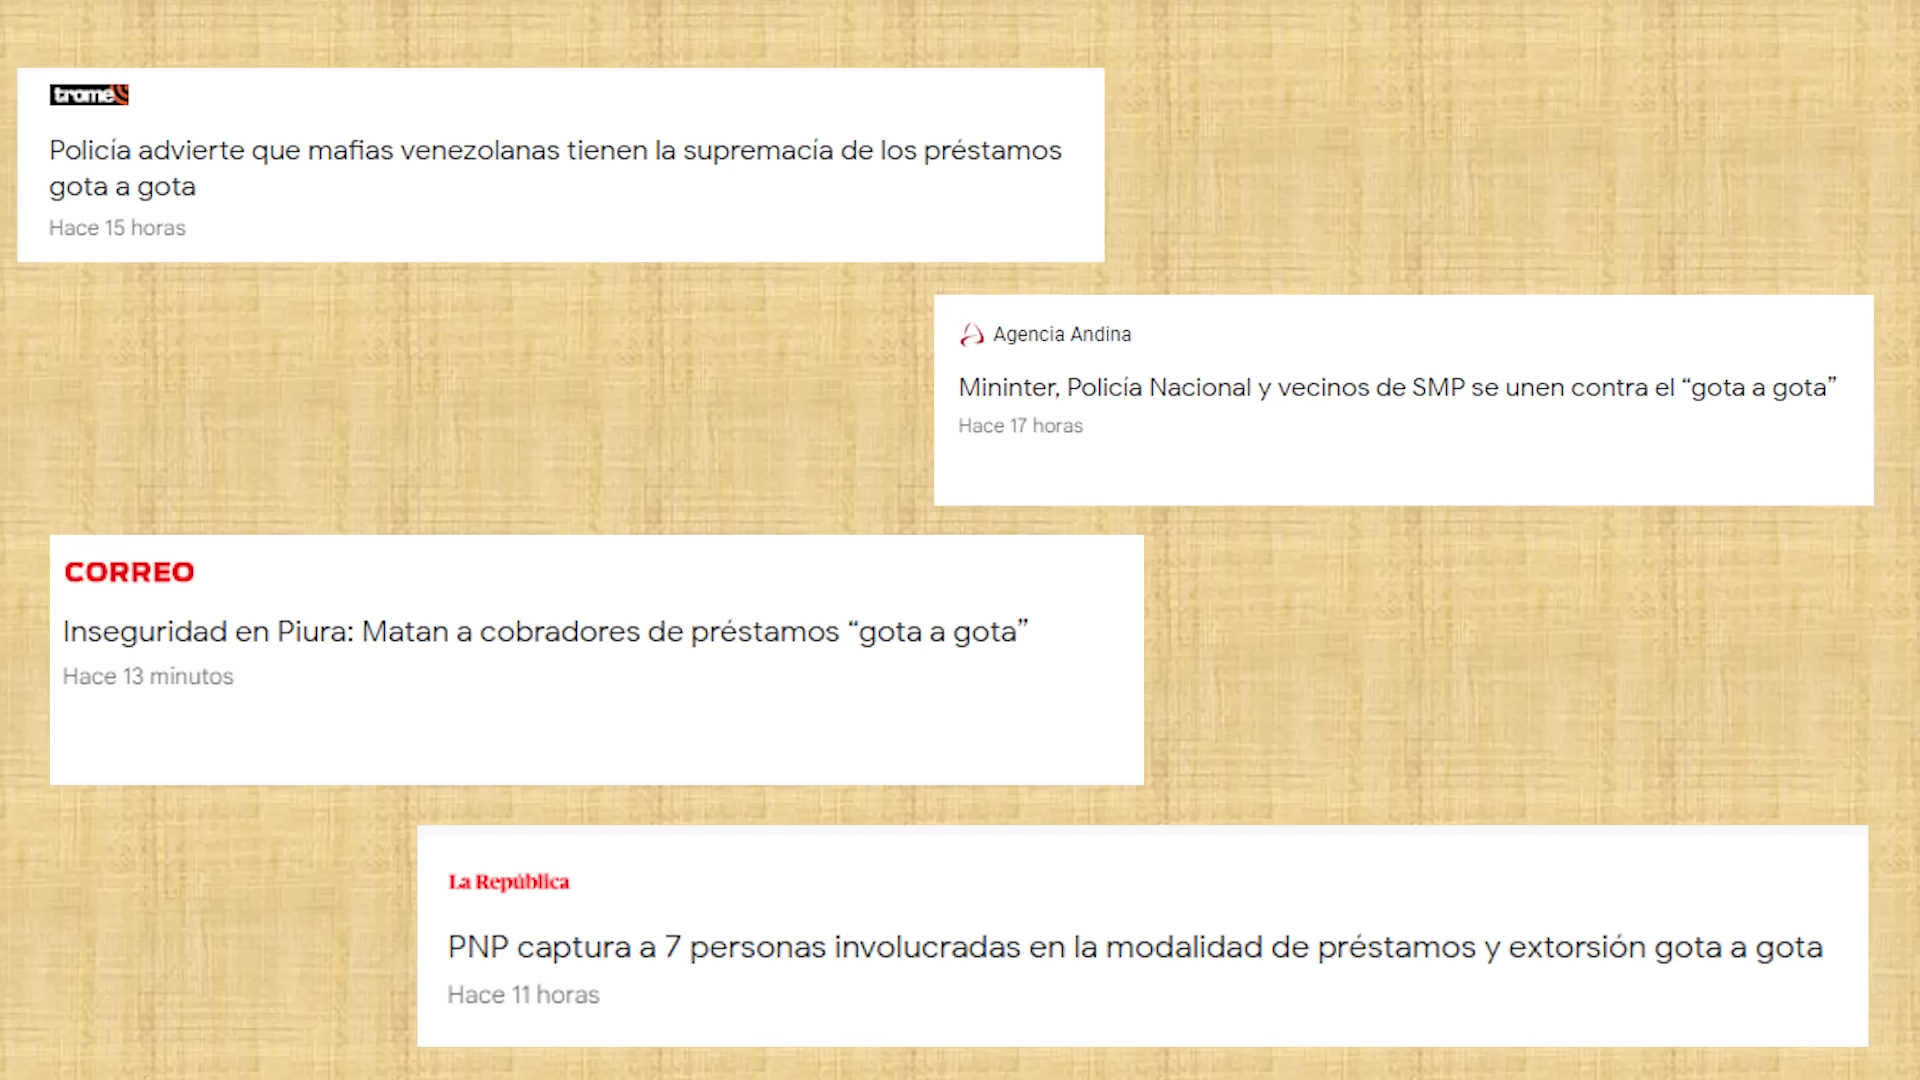 trome
Policía advierte que mafias venezolanas tienen la supremacía de los préstamos
gota a gota
Hace 15 horas
Agencia Andina
Mininter, Policía Nacional y vecinos de SMP se unen contra el “gota a gota”
Hace 17 horas
CORREO
Inseguridad en Piura: Matan a cobradores de préstamos “gota a gota”
Hace 13 minutos
La República
PNP captura a 7 personas involucradas en la modalidad de préstamos y extorsión gota a gota
Hace 11 horas